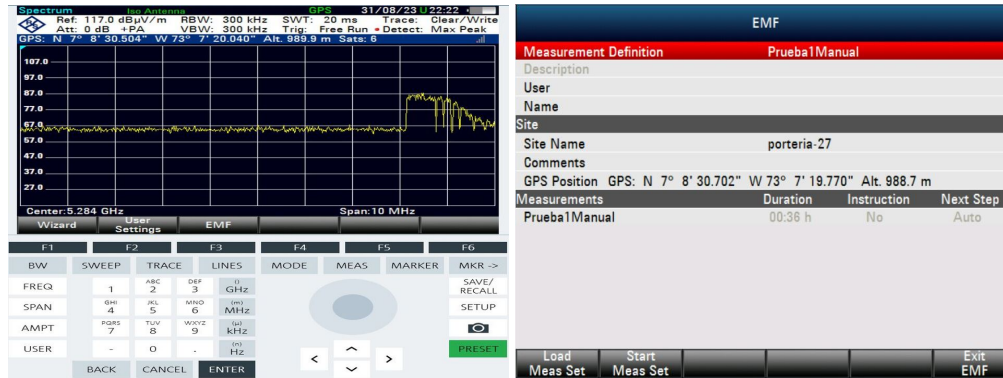 Spectrum Iso Antenna GPS 31/08/23 U 22:22
Ref: 117.0 dBµV/m RBW: 300 kHz SWT: 20 ms Trace: Clear/Write
Att: 0 dB +PA VBW: 300 kHz Trig: Free Run Detect: Max Peak
GPS: N 7° 8' 30.504" W 73° 7' 20.040" Alt. 989.9 m Sats: 6
107.0
97.0
87.0
77.0
67.0
57.0
47.0
37.0
27.0
Center:5.284 GHz Span:10 MHz
Wizard User Settings EMF
F1 F2 F3 F4 F5 F6
BW SWEEP TRACE LINES MODE MEAS MARKER MKR ->
FREQ 1 ABC 2 DEF 3 () GHz SAVE/ RECALL
SPAN GHI 4 JKL 5 MNO 6 (m) MHz SETUP
AMPT PQRS 7 TUV 8 WXYZ 9 (µ) kHz
USER - 0 . (n) Hz < > PRESET
BACK CANCEL ENTER
EMF
Measurement Definition Prueba1Manual
Description
User
Name
Site
Site Name porteria-27
Comments
GPS Position GPS: N 7° 8' 30.702" W 73° 7' 19.770" Alt. 988.7 m
Measurements Duration Instruction Next Step
Prueba1Manual 00:36 h No Auto
Load Meas Set Start Meas Set Exit EMF